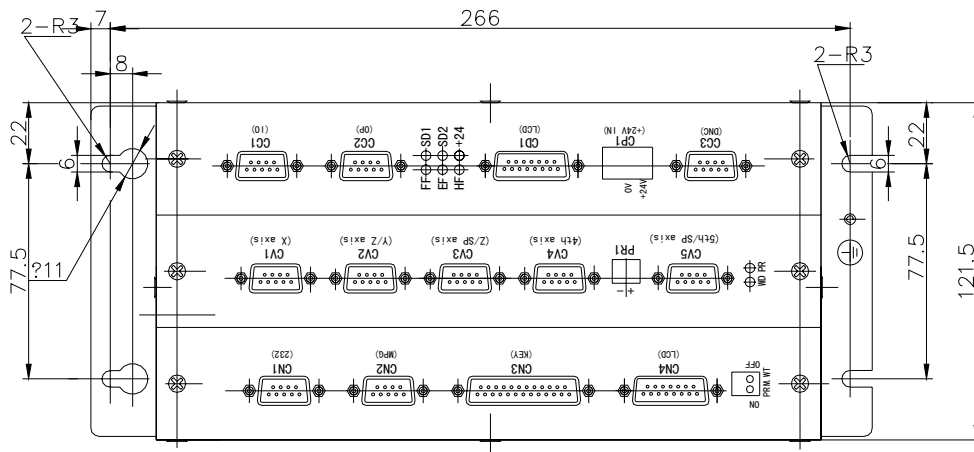 7
266
2-R3
8
2-R3
22
6
77.5
?11
22
6
77.5
121.5
(IO)
CC1
(OP)
CC2
FF SD1
EF SD2
HF +24
(LCD)
CD1
(+24V IN)
CP1
0V
+24V
(DNC)
CC3
(X axis)
CV1
(Y/Z axis)
CV2
(Z/SP axis)
CV3
(4th axis)
CV4
PR1
- +
(5th/SP axis)
CV5
WD PR
(232)
CN1
(MPG)
CN2
(KEY)
CN3
(LCD)
CN4
OFF
PRM.WT
ON